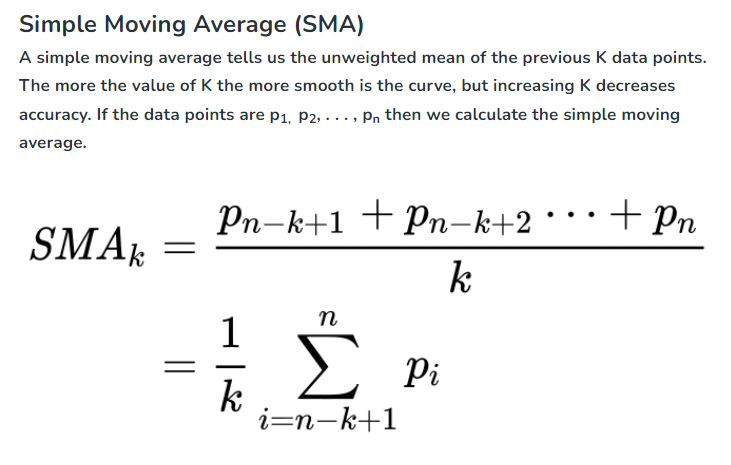 Simple Moving Average (SMA)
A simple moving average tells us the unweighted mean of the previous K data points.
The more the value of K the more smooth is the curve, but increasing K decreases
accuracy. If the data points are p₁, p₂, . . . , pₙ then we calculate the simple moving
average.
SMAₖ = (pₙ₋ₖ₊₁ + pₙ₋ₖ₊₂ ··· + pₙ) / k
= 1/k ∑ⁿᵢ₌ₙ₋ₖ₊₁ pᵢ